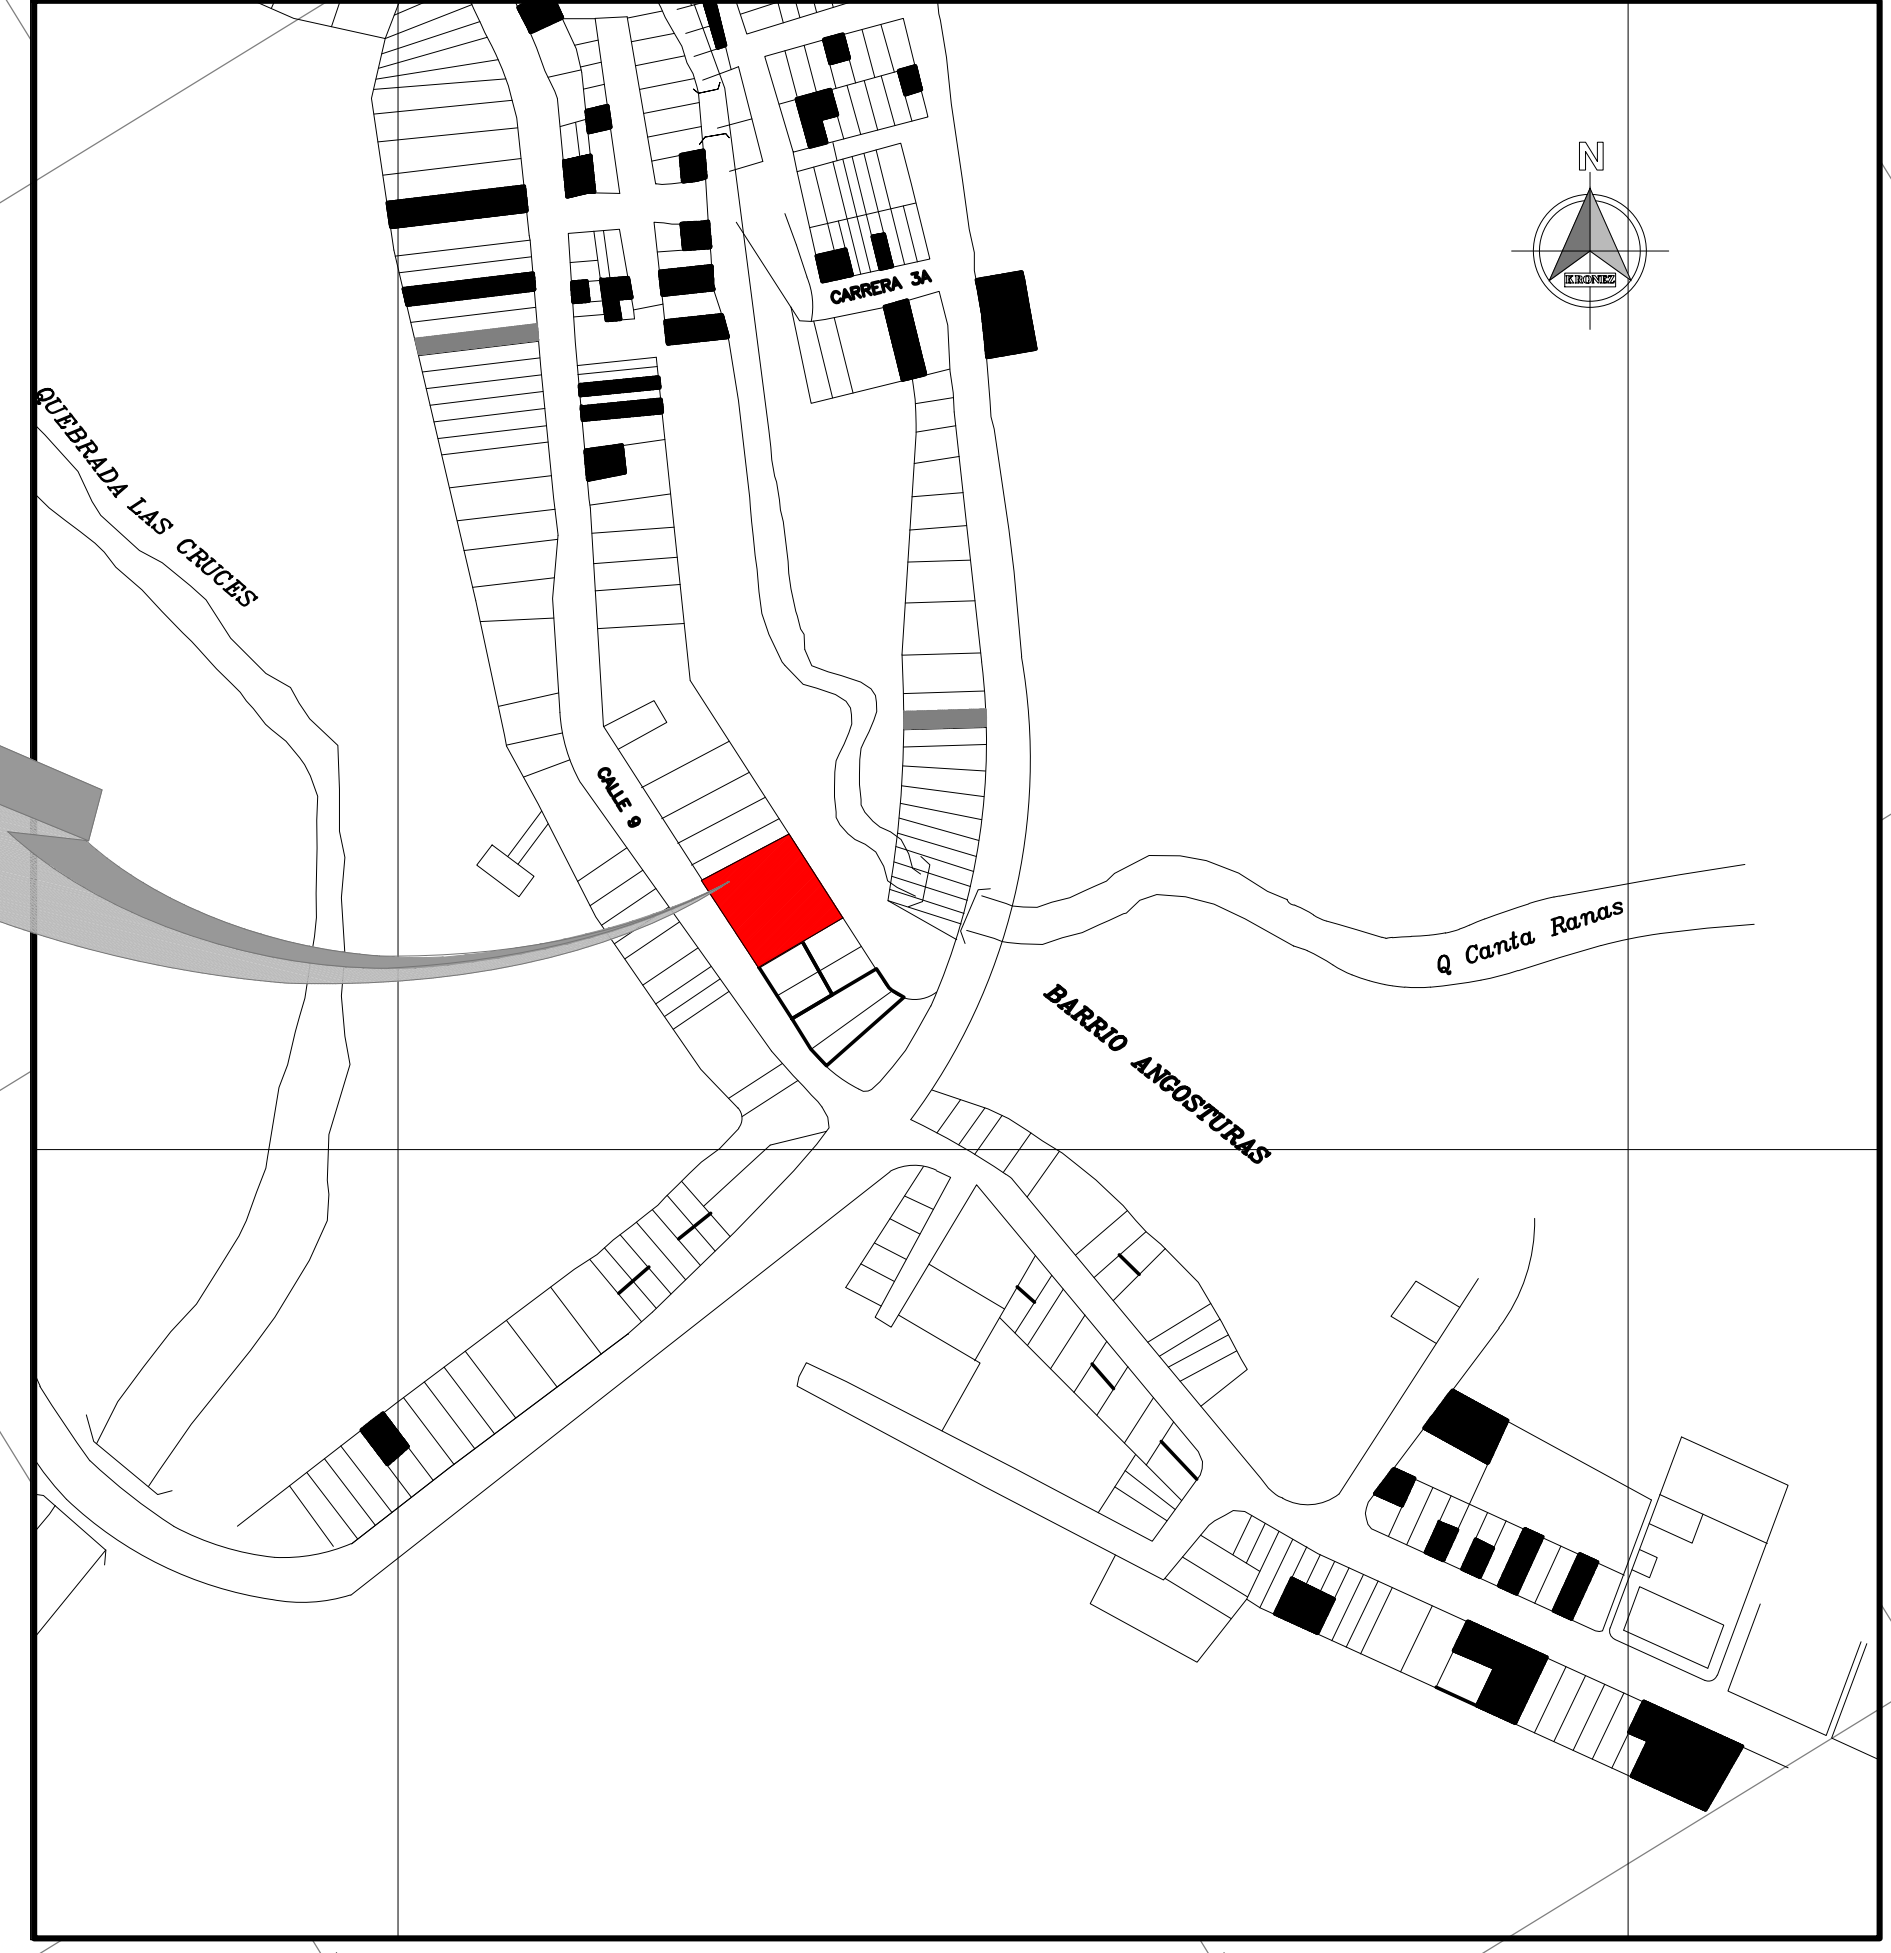 N
KRONEZ
CARRERA 3A
QUEBRADA LAS CRUCES
CALLE 9
Q Canta Ranas
BARRIO ANGOSTURAS